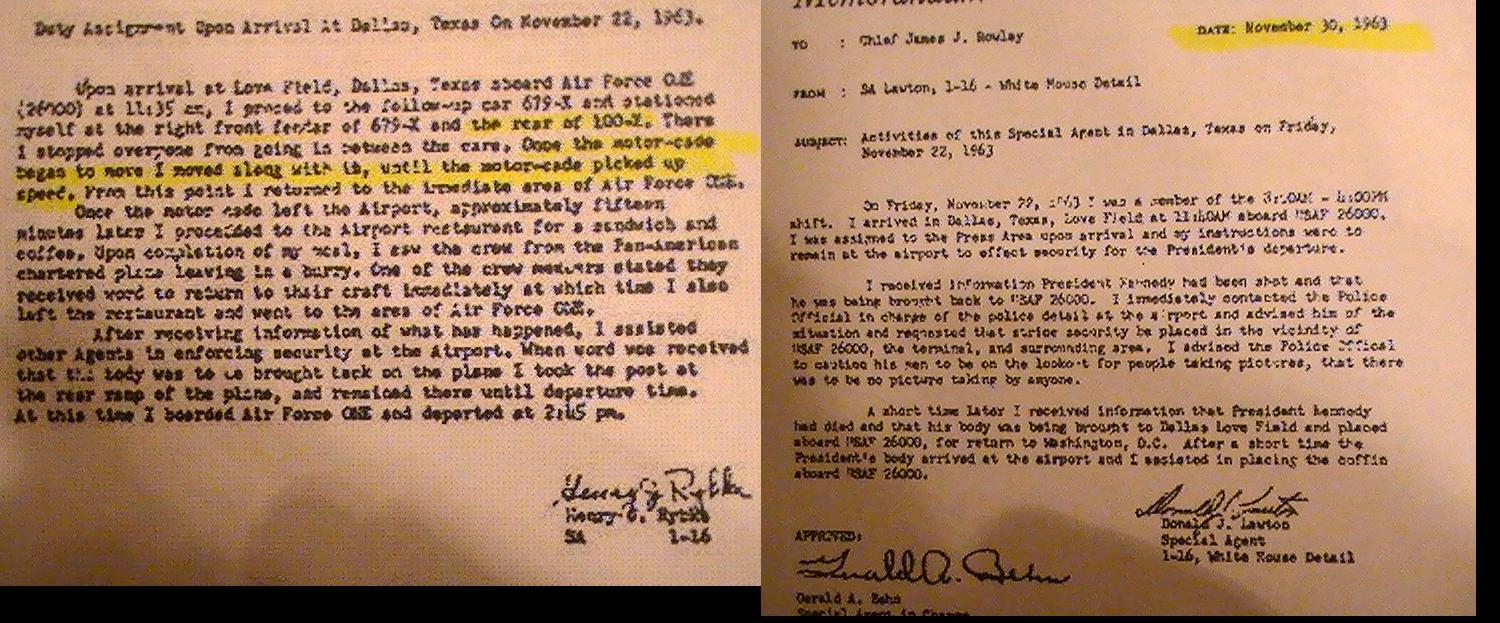 Duty Assignment Upon Arrival At Dallas, Texas On November 22, 1963.
Upon arrival at Love Field, Dallas, Texas aboard Air Force ONE
(26000) at 11:35 am, I proced to the follow-up car 679-X and stationed
myself at the right front fender of 679-X and the rear of 100-X. There
I stopped everyone from going in between the cars. Once the motor-cade
began to move I moved along with it, until the motor-cade picked up
speed. From this point I returned to the immediate area of Air Force ONE.
Once the motor cade left the Airport, approximately fifteen
minutes later I proceeded to the Airport restaurant for a sandwich and
coffee. Upon completion of my meal, I saw the crew from the Pan-American
chartered plane leaving in a hurry. One of the crew members stated they
received word to return to their craft immediately at which time I also
left the restaurant and went to the area of Air Force ONE.
After receiving information of what has happened, I assisted
other Agents in enforcing security at the Airport. When word was received
that the body was to be brought back on the plane I took the post at
the rear ramp of the plane, and remained there until departure time.
At this time I boarded Air Force ONE and departed at 2:45 pm.
Henry J. Rybka
Henry J. Rybka
SA 1-16
Memorandum
DATE: November 30, 1963
TO : Chief James J. Rowley
FROM : SA Lawton, 1-16 - White House Detail
SUBJECT: Activities of this Special Agent in Dallas, Texas on Friday,
November 22, 1963
On Friday, November 22, 1963 I was a member of the 8:00AM - 4:00PM
shift. I arrived in Dallas, Texas, Love Field at 11:40AM aboard USAF 26000.
I was assigned to the Press Area upon arrival and my instructions were to
remain at the airport to effect security for the President's departure.
I received information President Kennedy had been shot and that
he was being brought back to USAF 26000. I immediately contacted the Police
Official in charge of the police detail at the airport and advised him of the
situation and requested that strict security be placed in the vicinity of
USAF 26000, the terminal, and surrounding area. I advised the Police Offical
to caution his men to be on the lookout for people taking pictures, that there
was to be no picture taking by anyone.
A short time later I received information that President Kennedy
had died and that his body was being brought to Dallas Love Field and placed
aboard USAF 26000, for return to Washington, D.C. After a short time the
President's body arrived at the airport and I assisted in placing the coffin
aboard USAF 26000.
Donald J. Lawton
Donald J. Lawton
Special Agent
1-16, White House Detail
APPROVED:
Gerald A. Behn
Gerald A. Behn
Special Agent in Charge